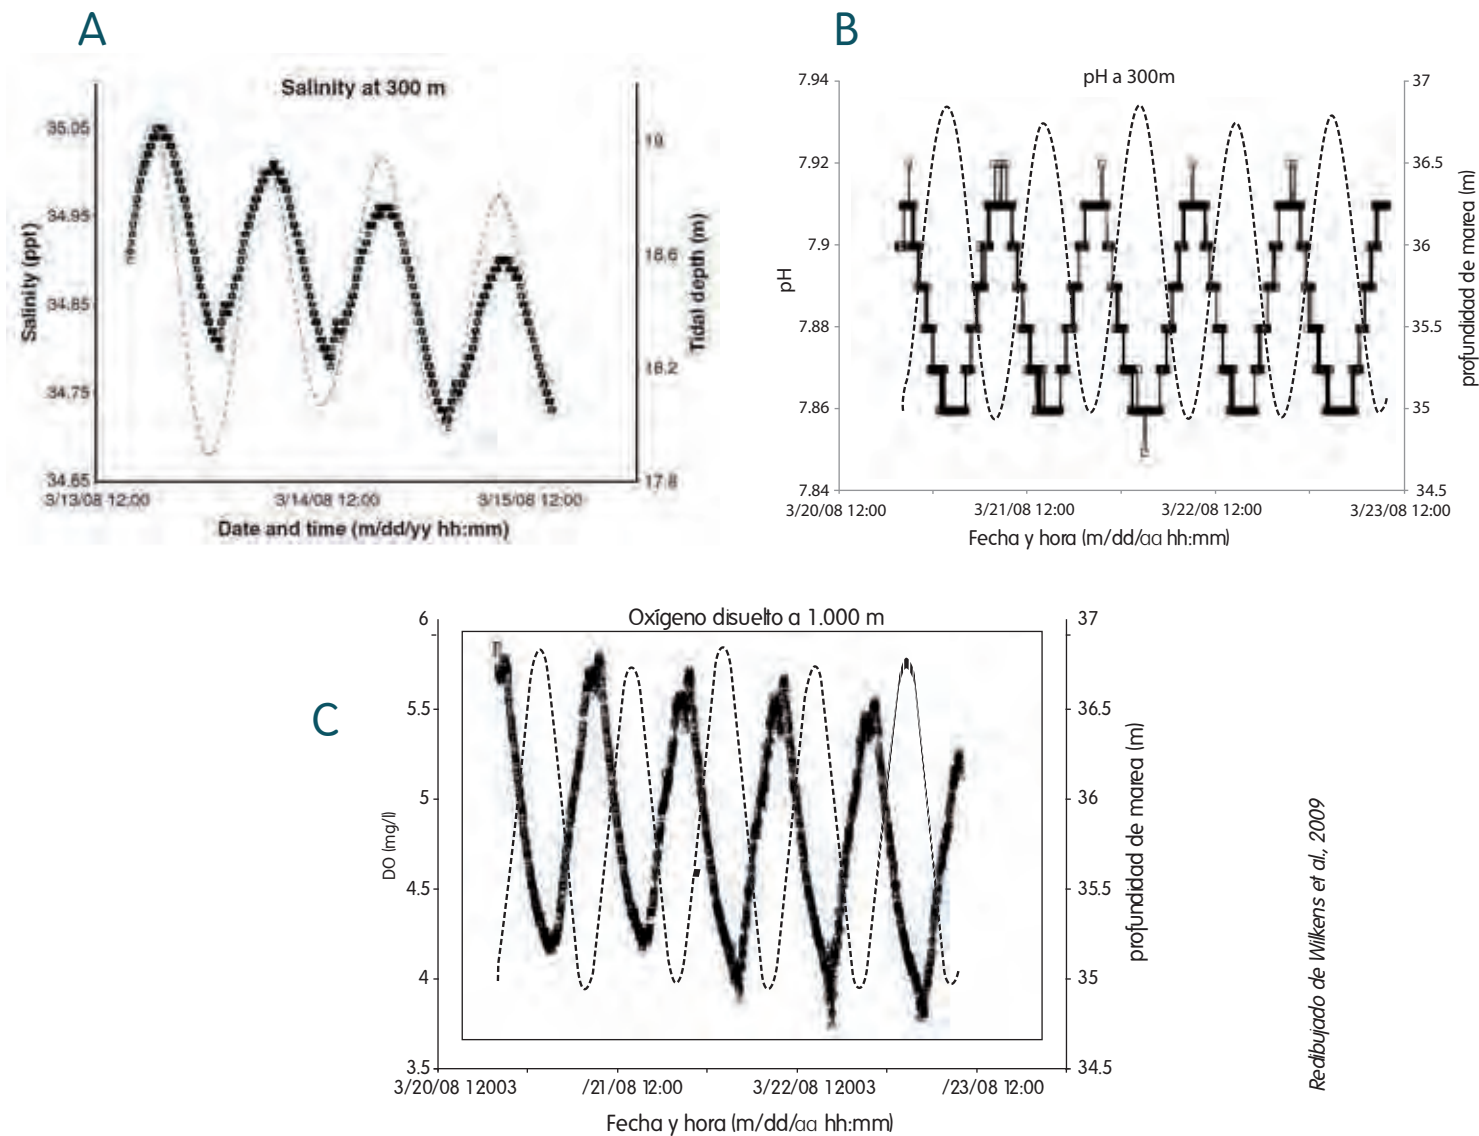 A
Salinity at 300 m
35.05
34.95
34.85
34.75
34.65
Salinity (ppt)
19
18.6
18.2
17.8
Tidal depth (m)
3/13/08 12:00
3/14/08 12:00
3/15/08 12:00
Date and time (m/dd/yy hh:mm)
B
pH a 300m
7.94
7.92
7.9
7.88
7.86
7.84
pH
37
36.5
36
35.5
35
34.5
profundidad de marea (m)
3/20/08 12:00
3/21/08 12:00
3/22/08 12:00
3/23/08 12:00
Fecha y hora (m/dd/aa hh:mm)
C
Oxígeno disuelto a 1.000 m
6
5.5
5
4.5
4
3.5
DO (mg/l)
37
36.5
36
35.5
35
34.5
profundidad de marea (m)
3/20/08 12003
/21/08 12:00
3/22/08 12003
/23/08 12:00
Fecha y hora (m/dd/aa hh:mm)
Redibujado de Wilkens et al., 2009